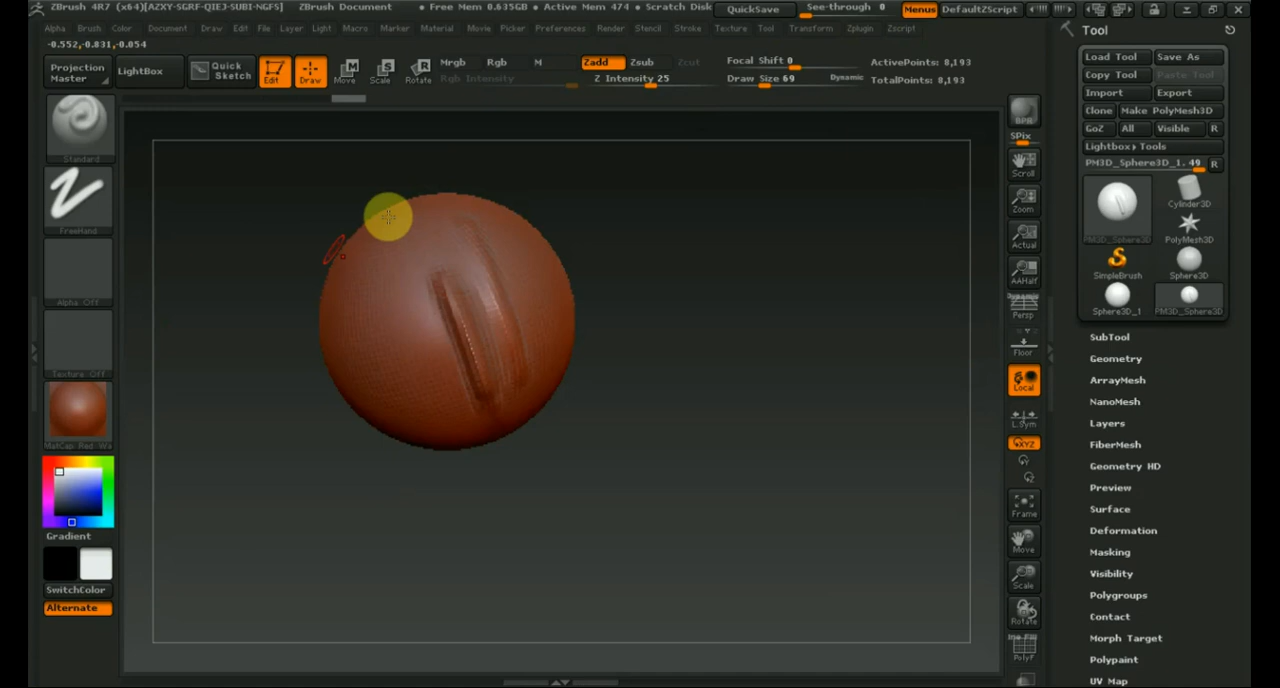 ZBrush 4R7 (x64)[AZXY-SGRF-QIEJ-SUBI-NGFS] ZBrush Document • Free Mem 0.635GB • Active Mem 474 • Scratch Disk QuickSave See-through 0 Menus DefaultZScript
Alpha Brush Color Document Draw Edit File Layer Light Macro Marker Material Movie Picker Preferences Render Stencil Stroke Texture Tool Transform Zplugin Zscript
-0.552,-0.831,-0.054
Projection Master
LightBox
Quick Sketch
Edit
Draw
Move
Scale
Rotate
Mrgb Rgb M
Rgb Intensity
Zadd Zsub Zcut
Z Intensity 25
Focal Shift 0
Draw Size 69 Dynamic
ActivePoints: 8,193
TotalPoints: 8,193
Standard
FreeHand
Alpha Off
Texture Off
MatCap Red Wa
Gradient
SwitchColor
Alternate
BPR
SPix
Scroll
Zoom
Actual
AAHalf
Dynamic
Persp
Floor
Local
L.Sym
XYZ
Frame
Move
Scale
Rotate
PolyF
Tool
Load Tool Save As
Copy Tool Paste Tool
Import Export
Clone Make PolyMesh3D
GoZ All Visible R
Lightbox▸Tools
PM3D_Sphere3D_1. 49 R
PM3D_Sphere3D Cylinder3D
PolyMesh3D
SimpleBrush Sphere3D
Sphere3D_1 PM3D_Sphere3D
SubTool
Geometry
ArrayMesh
NanoMesh
Layers
FiberMesh
Geometry HD
Preview
Surface
Deformation
Masking
Visibility
Polygroups
Contact
Morph Target
Polypaint
UV Map